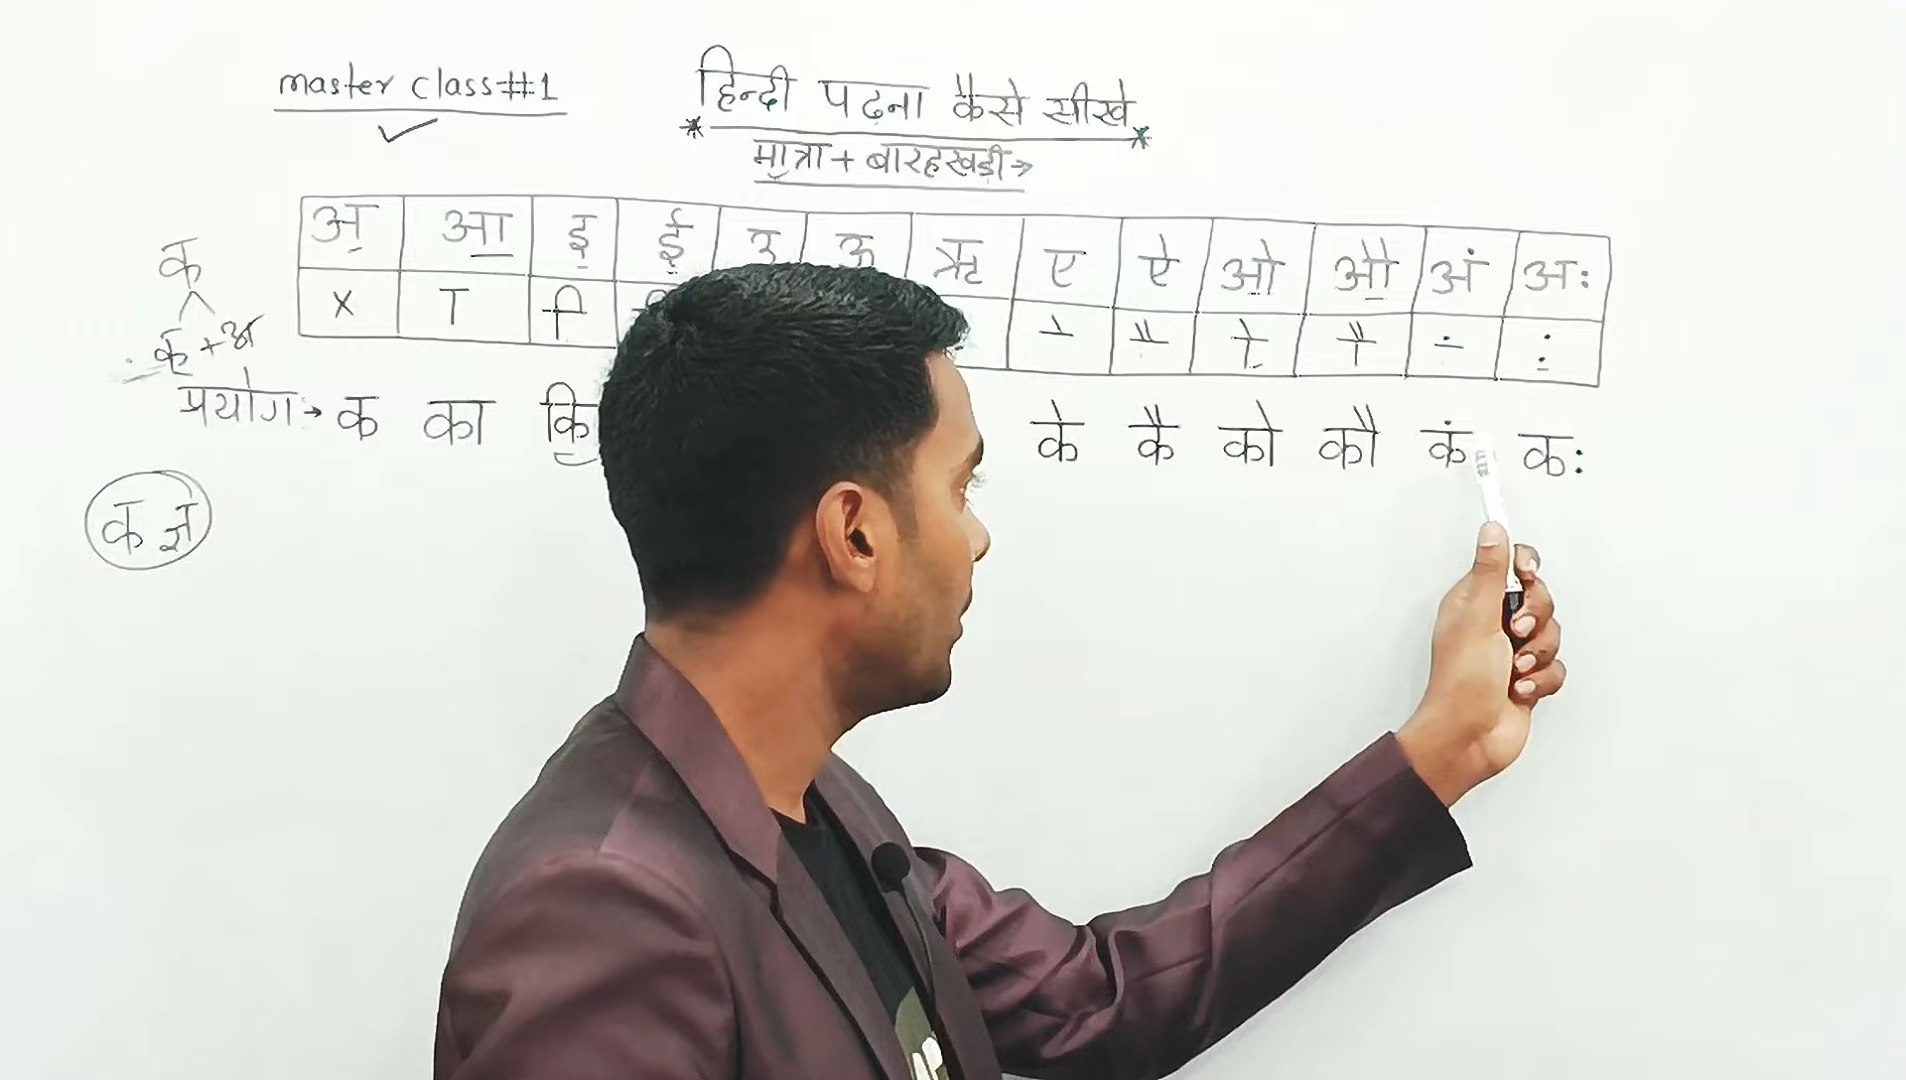 master class#1
हिन्दी पढ़ना कैसे सीखे
मात्रा + बारहखड़ी→
अ आ इ ई उ ऊ ऋ ए ऐ ओ औ अं अः
x ा ि े ै ो ौ ं ः
क
क् + अ
प्रयोग → क का कि के कै को कौ कं कः
क ज्ञ